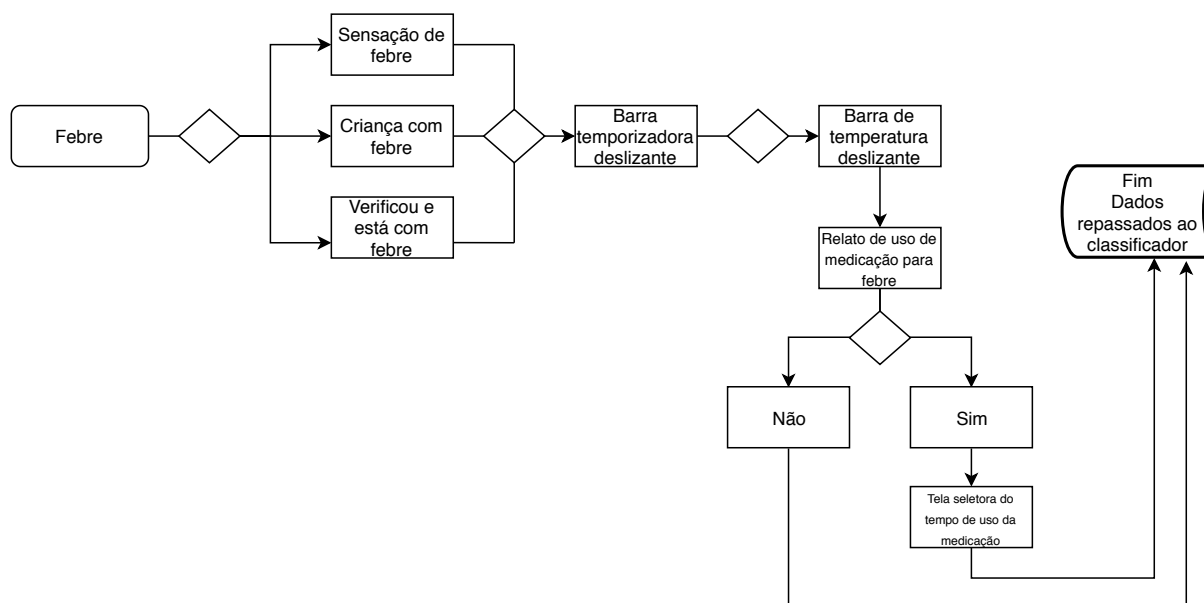 Sensação de
febre
Febre
Criança com
febre
Verificou e
está com
febre
Barra
temporizadora
deslizante
Barra de
temperatura
deslizante
Relato de uso de
medicação para
febre
Não
Sim
Tela seletora do
tempo de uso da
medicação
Fim
Dados
repassados ao
classificador